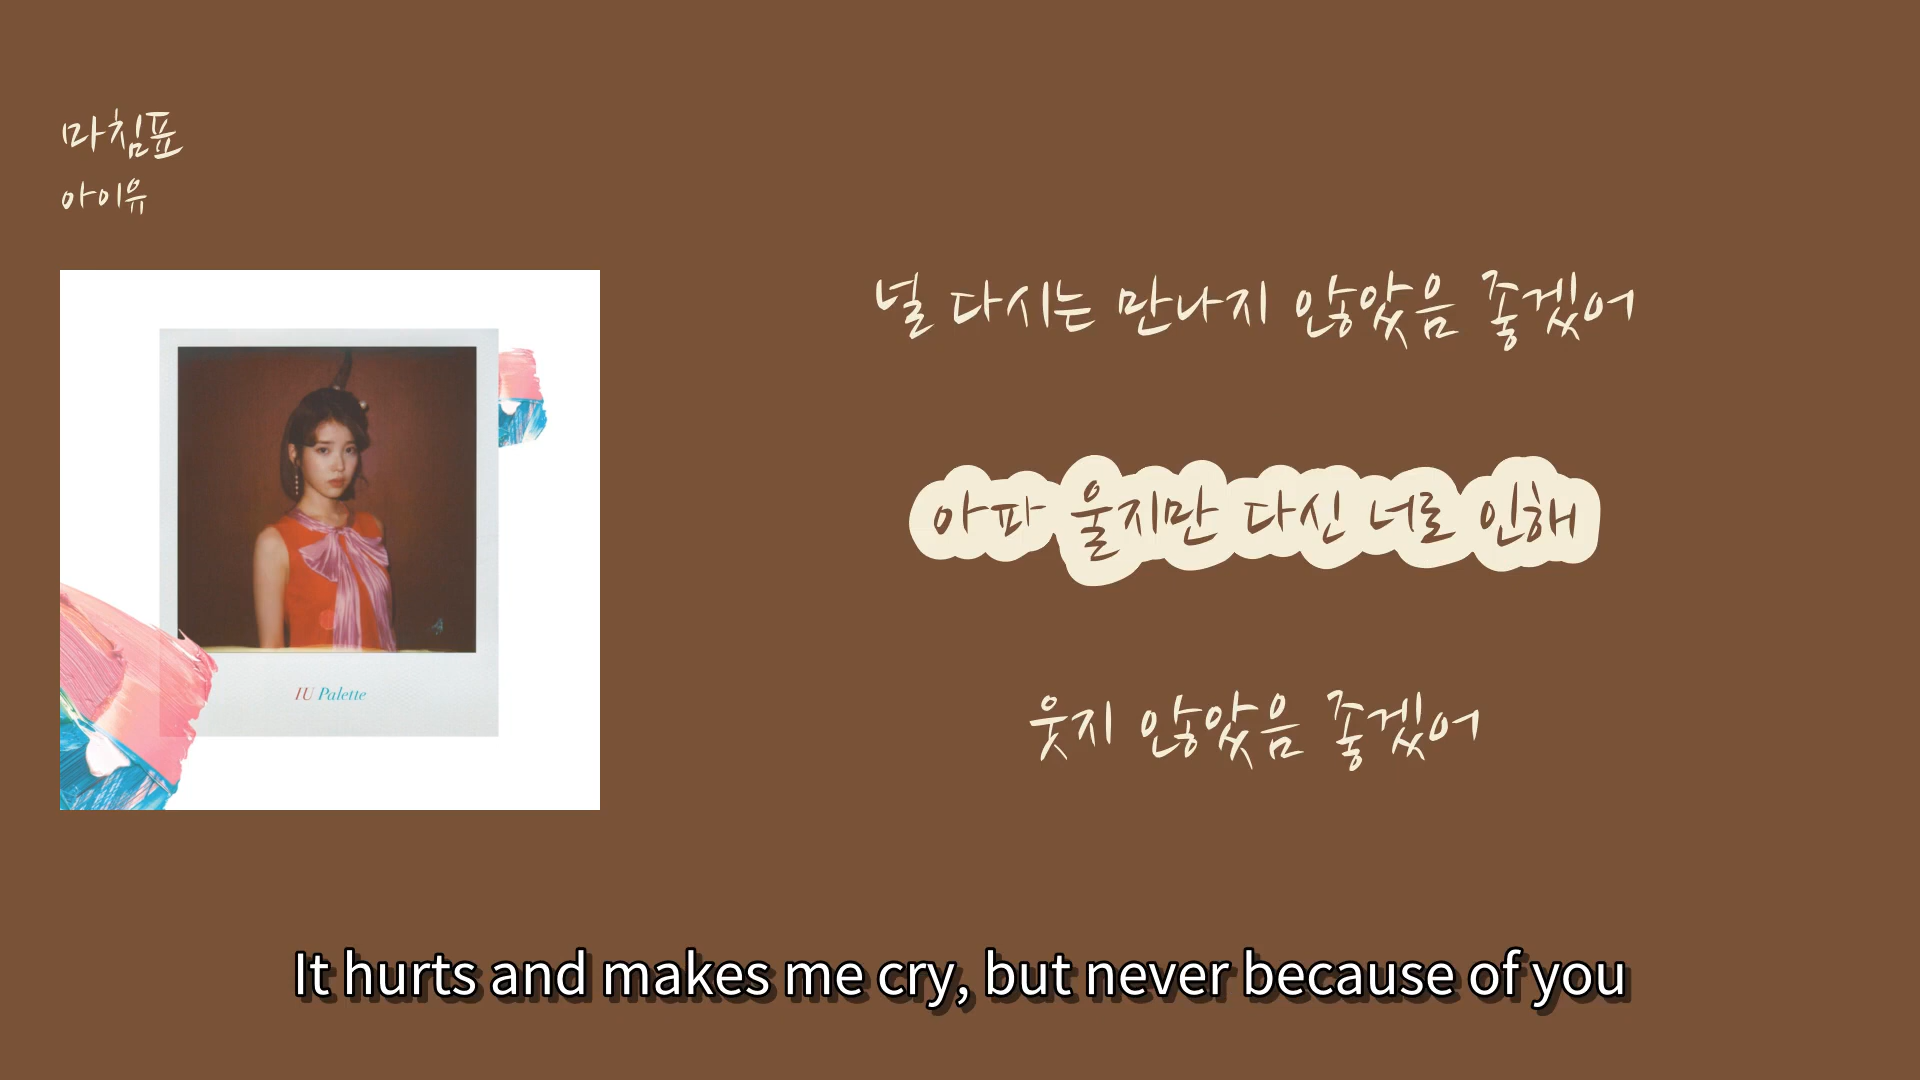 마침표
아이유
IU Palette
널 다시는 만나지 않았음 좋겠어
아파 울지만 다신 너로 인해
웃지 않았음 좋겠어
It hurts and makes me cry, but never because of you